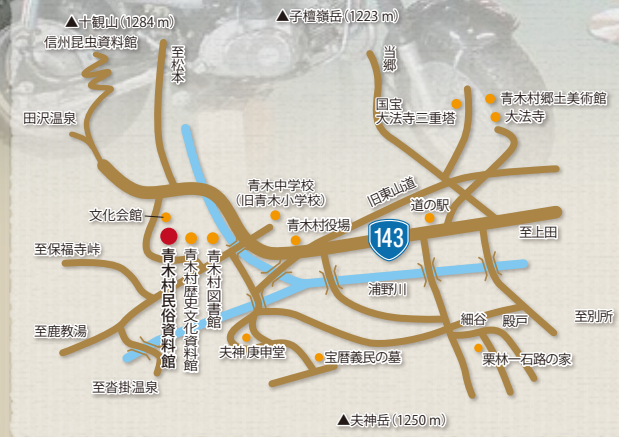 ▲十観山（1284 m）
信州昆虫資料館
至松本
▲子檀嶺岳（1223 m）
当郷
国宝
大法寺三重塔
青木村郷土美術館
大法寺
田沢温泉
旧東山道
青木中学校
（旧青木小学校）
道の駅
文化会館
青木村役場
143
至上田
至保福寺峠
青木村民俗資料館
青木村歴史文化資料館
青木村図書館
浦野川
至鹿教湯
細谷
殿戸
至別所
夫神 庚申堂
宝暦義民の墓
栗林一石路の家
至沓掛温泉
▲夫神岳（1250 m）